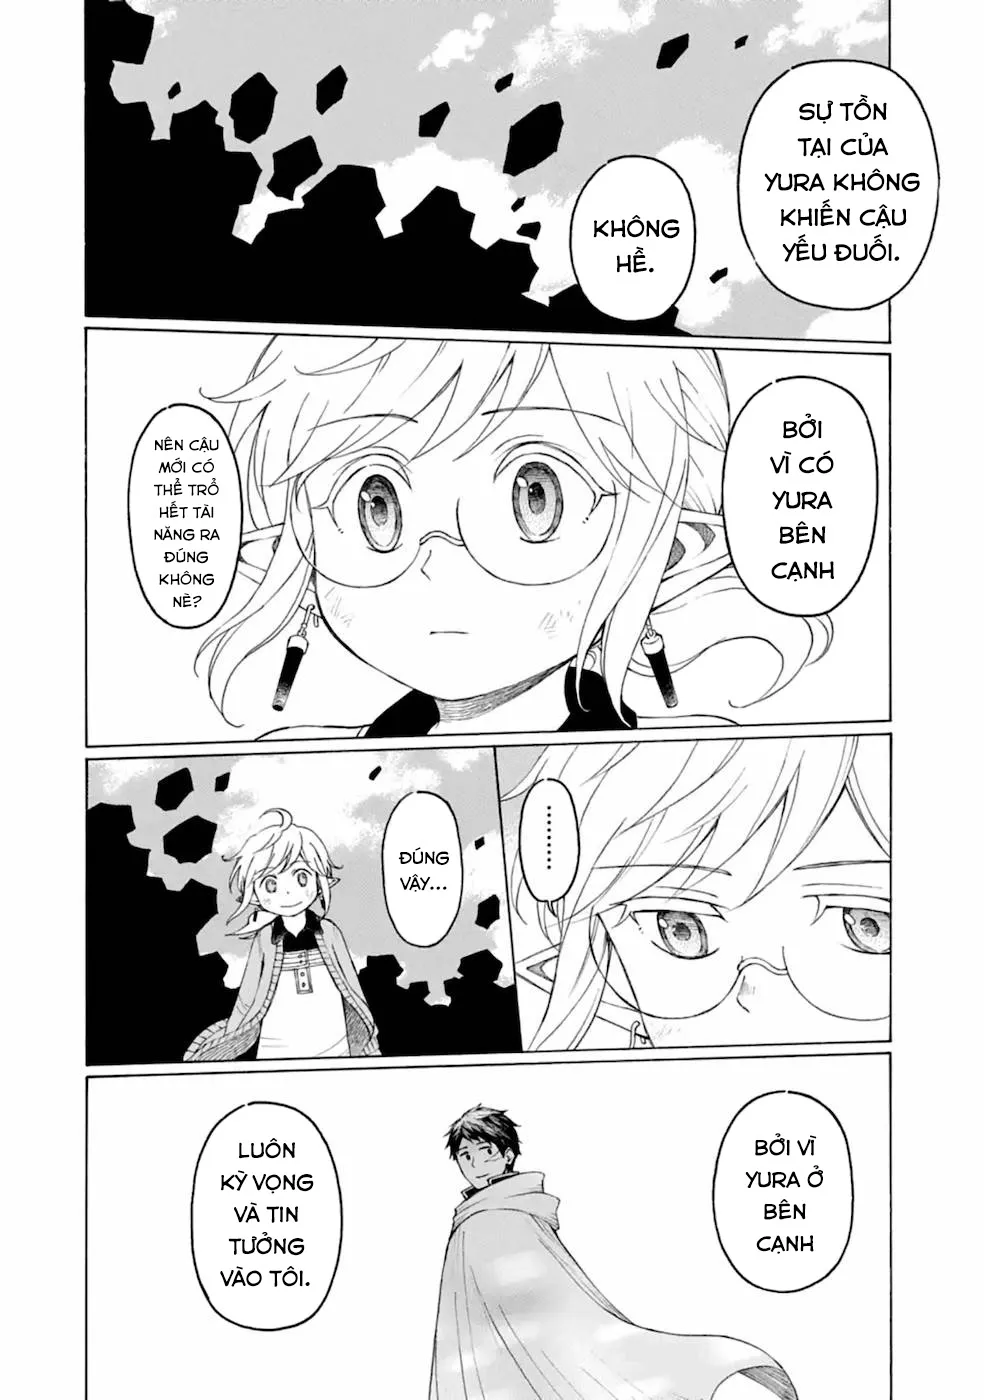 SỰ TỒN
TẠI CỦA
YURA KHÔNG
KHIẾN CẬU
YẾU ĐUỐI.
KHÔNG
HỀ.
BỞI
VÌ CÓ
YURA
BÊN
CẠNH
NÊN CẬU
MỚI CÓ
THỂ TRỔ
HẾT TÀI
NĂNG RA
ĐÚNG
KHÔNG
NÈ?
.........
ĐÚNG
VẬY...
BỞI VÌ
YURA Ở
BÊN
CẠNH
LUÔN
KỲ VỌNG
VÀ TIN
TƯỞNG
VÀO TÔI.